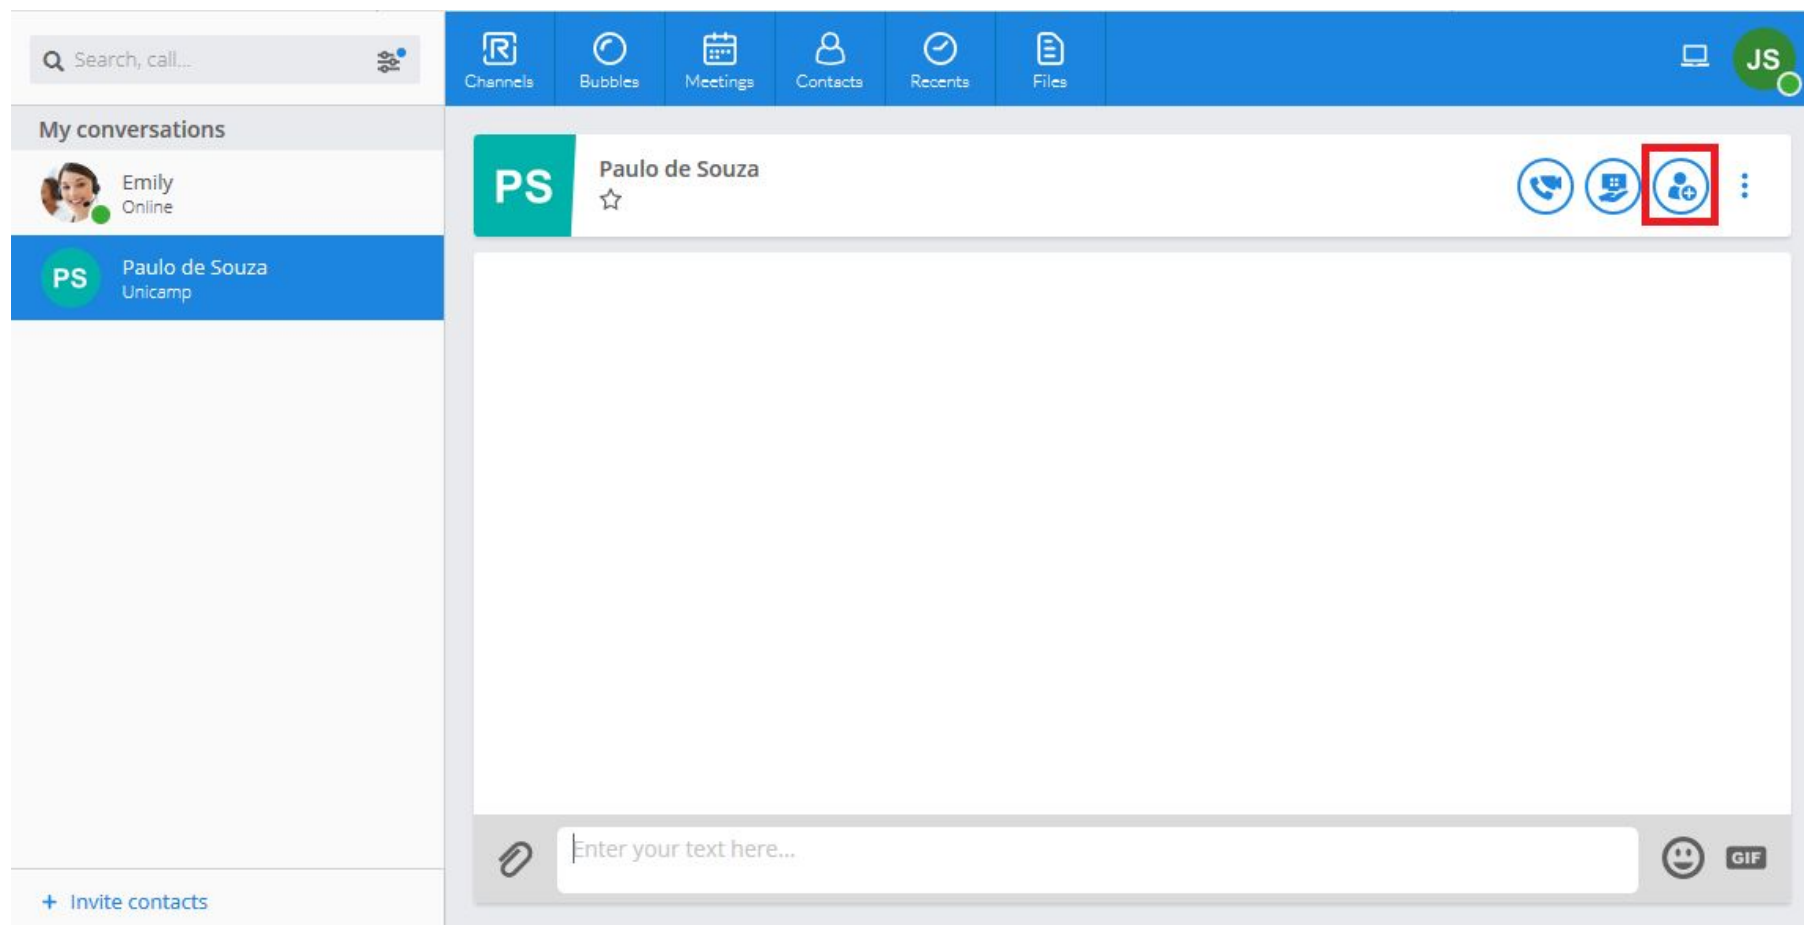 Search, call...
Channels
Bubbles
Meetings
Contacts
Recents
Files
JS
My conversations
Emily
Online
PS
Paulo de Souza
Unicamp
PS
Paulo de Souza
Enter your text here...
GIF
+ Invite contacts